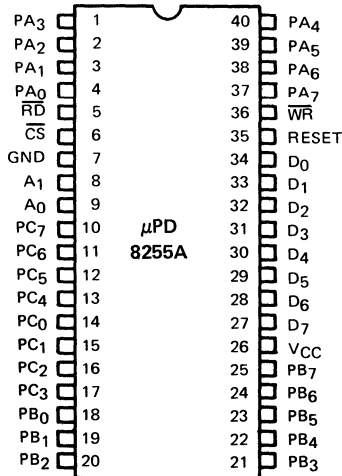 PA3 1 40 PA4
PA2 2 39 PA5
PA1 3 38 PA6
PA0 4 37 PA7
RD 5 36 WR
CS 6 35 RESET
GND 7 34 D0
A1 8 33 D1
A0 9 32 D2
PC7 10 μPD 31 D3
PC6 11 8255A 30 D4
PC5 12 29 D5
PC4 13 28 D6
PC0 14 27 D7
PC1 15 26 VCC
PC2 16 25 PB7
PC3 17 24 PB6
PB0 18 23 PB5
PB1 19 22 PB4
PB2 20 21 PB3